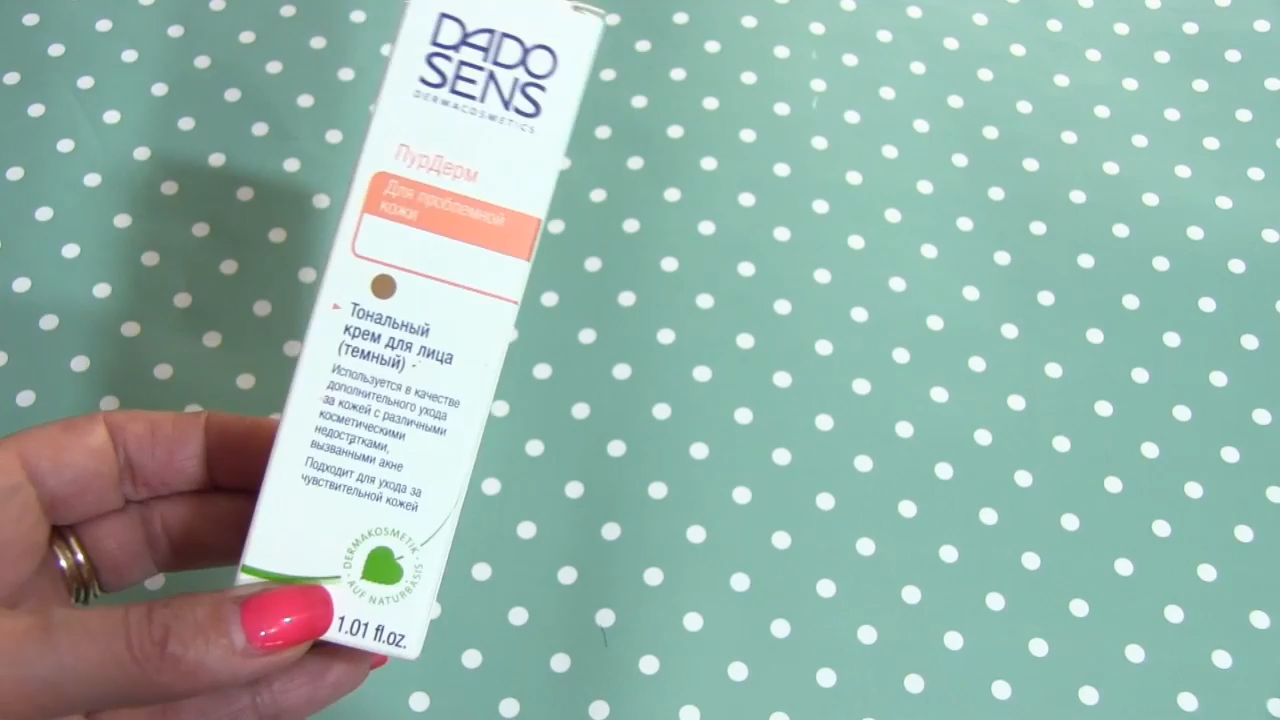 DADO
SENS
DERMACOSMETICS
ПурДерм
Для проблемной
кожи
Тональный
крем для лица
(темный) -
Используется в качестве
дополнительного ухода
за кожей с различными
косметическими
недостатками,
вызванными акне
Подходит для ухода за
чувствительной кожей
DERMAKOSMETIK
· AUF NATURBASIS ·
1.01 fl.oz.